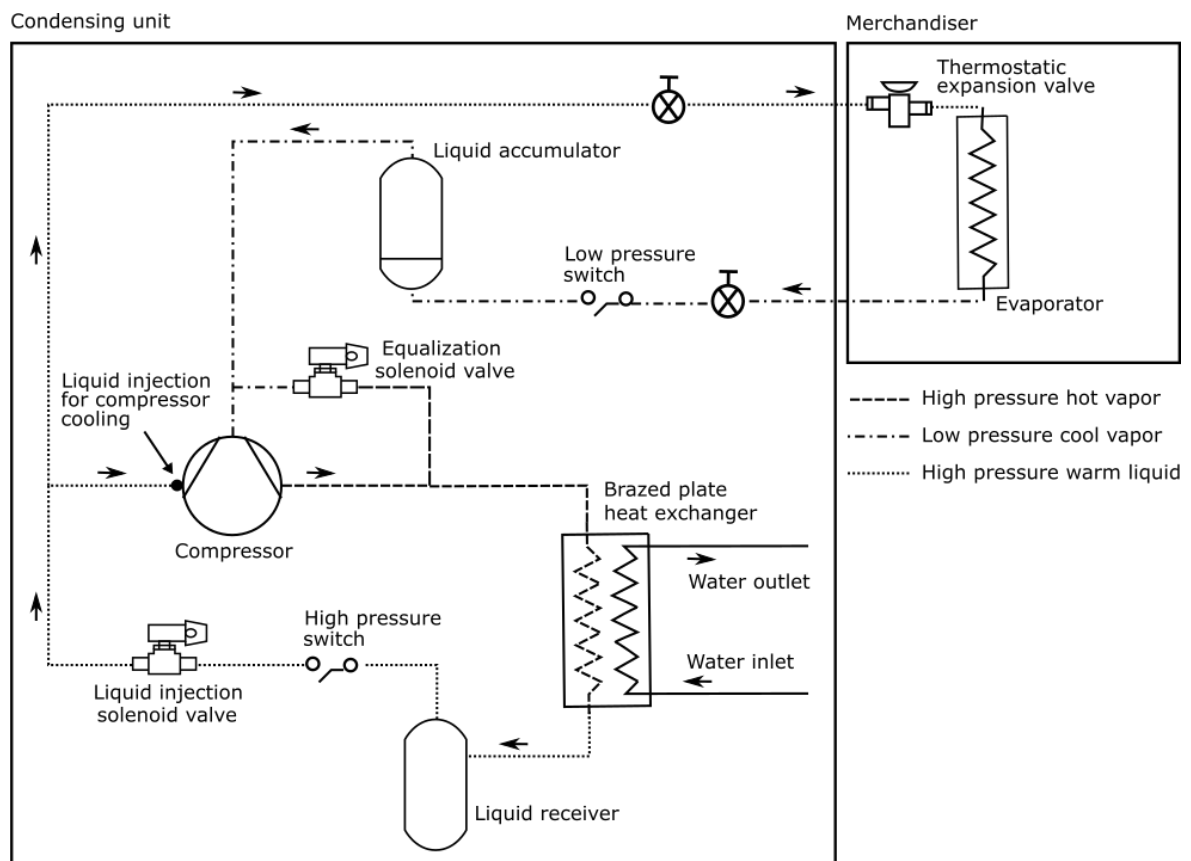 Condensing unit
Merchandiser
Thermostatic
expansion valve
Liquid accumulator
Low pressure
switch
Evaporator
Equalization
solenoid valve
Liquid injection
for compressor
cooling
High pressure hot vapor
Low pressure cool vapor
High pressure warm liquid
Brazed plate
heat exchanger
Compressor
Water outlet
High pressure
switch
Water inlet
Liquid injection
solenoid valve
Liquid receiver